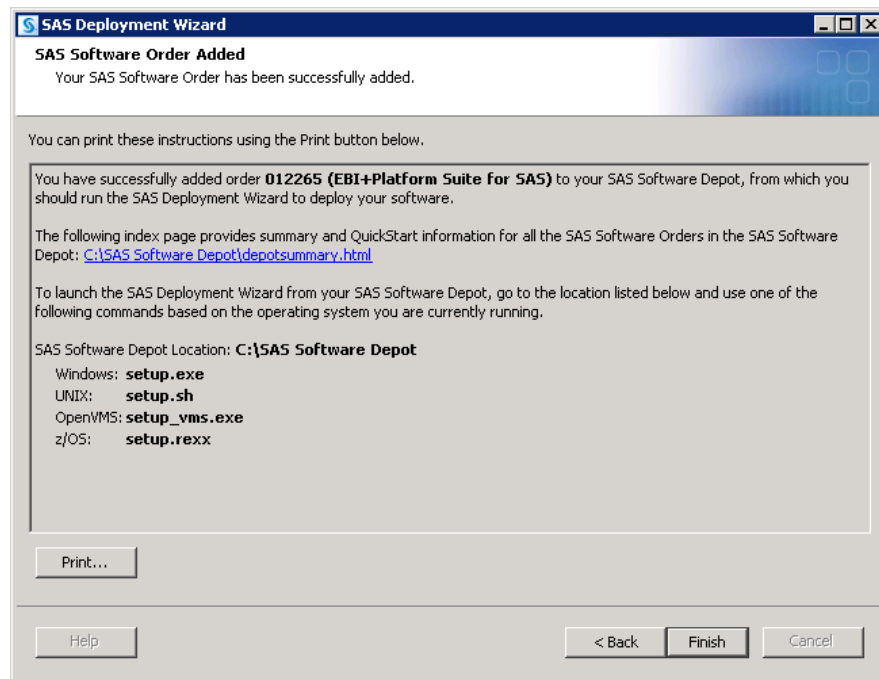 SAS Deployment Wizard
SAS Software Order Added
Your SAS Software Order has been successfully added.
You can print these instructions using the Print button below.
You have successfully added order 012265 (EBI+Platform Suite for SAS) to your SAS Software Depot, from which you
should run the SAS Deployment Wizard to deploy your software.
The following index page provides summary and QuickStart information for all the SAS Software Orders in the SAS Software
Depot: C:\SAS Software Depot\depotsummary.html
To launch the SAS Deployment Wizard from your SAS Software Depot, go to the location listed below and use one of the
following commands based on the operating system you are currently running.
SAS Software Depot Location: C:\SAS Software Depot
Windows: setup.exe
UNIX: setup.sh
OpenVMS: setup_vms.exe
z/OS: setup.rexx
Print...
Help
< Back
Finish
Cancel